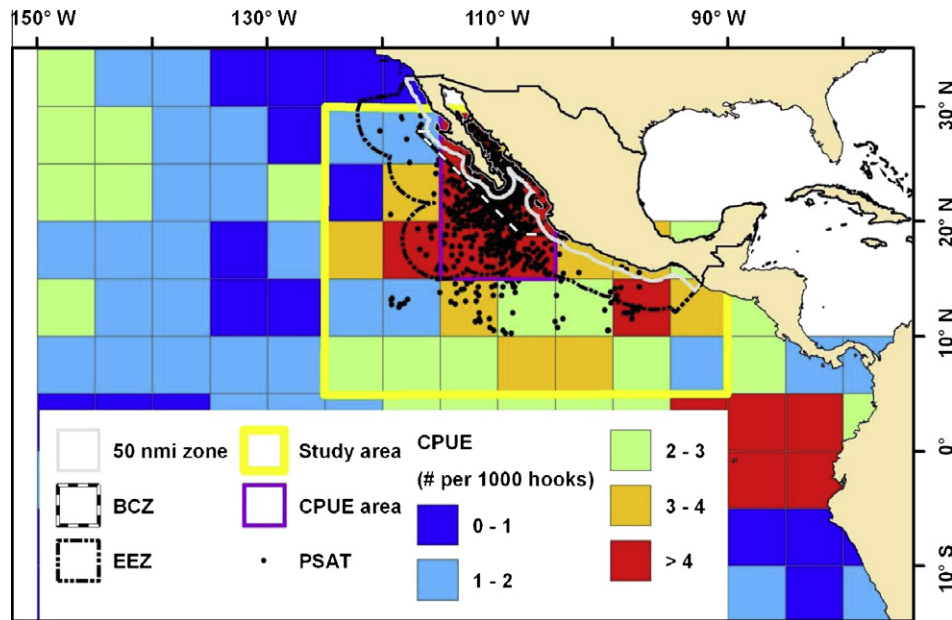 150° W 130° W 110° W 90° W
30° N
20° N
10° N
0°
10° S
50 nmi zone
BCZ
EEZ
Study area
CPUE area
PSAT
CPUE
(# per 1000 hooks)
0 - 1
1 - 2
2 - 3
3 - 4
> 4